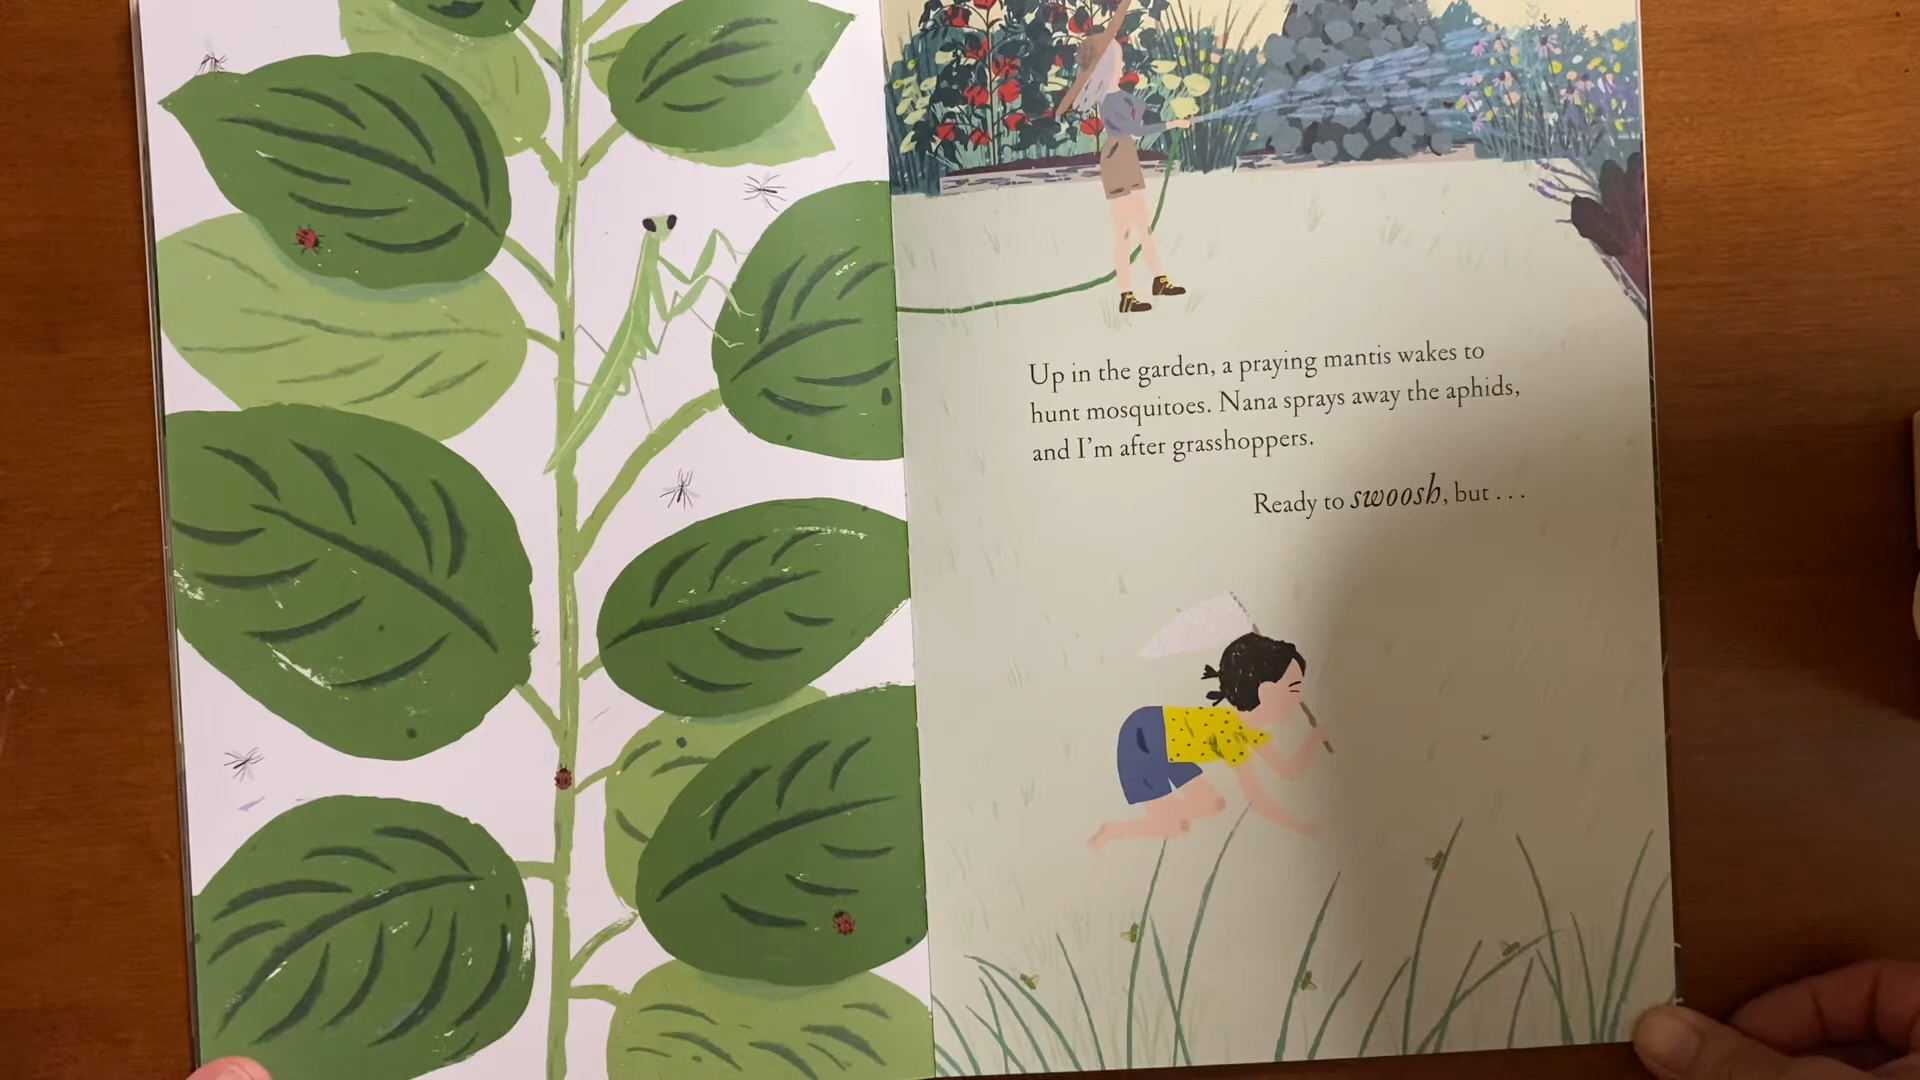 Up in the garden, a praying mantis wakes to
hunt mosquitoes. Nana sprays away the aphids,
and I'm after grasshoppers.
Ready to swoosh, but . . .